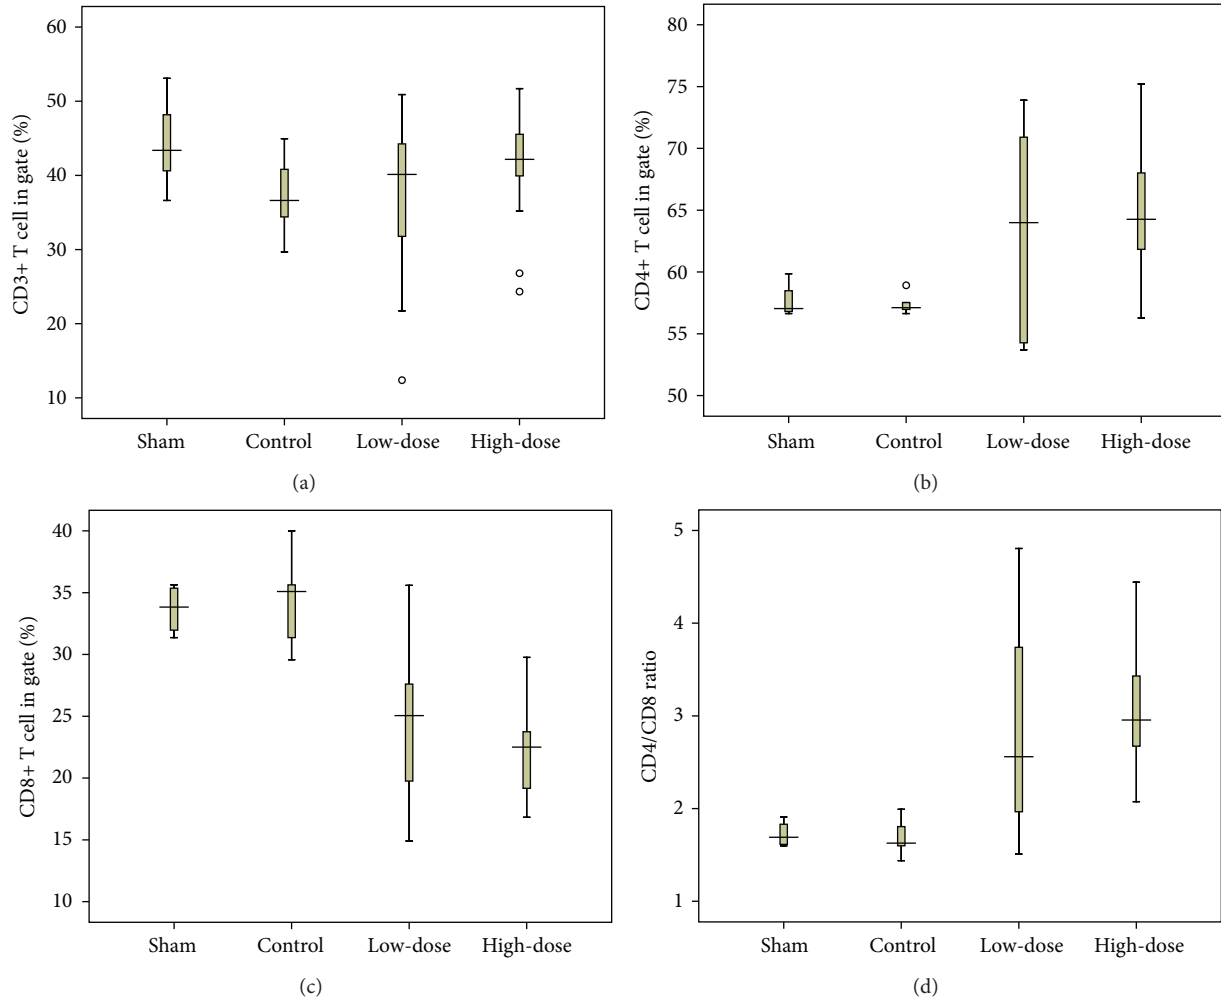 CD3+ T cell in gate (%)
60
50
40
30
20
10
Sham Control Low-dose High-dose
(a)
CD4+ T cell in gate (%)
80
75
70
65
60
55
50
Sham Control Low-dose High-dose
(b)
CD8+ T cell in gate (%)
40
35
30
25
20
15
10
Sham Control Low-dose High-dose
(c)
CD4/CD8 ratio
5
4
3
2
1
Sham Control Low-dose High-dose
(d)